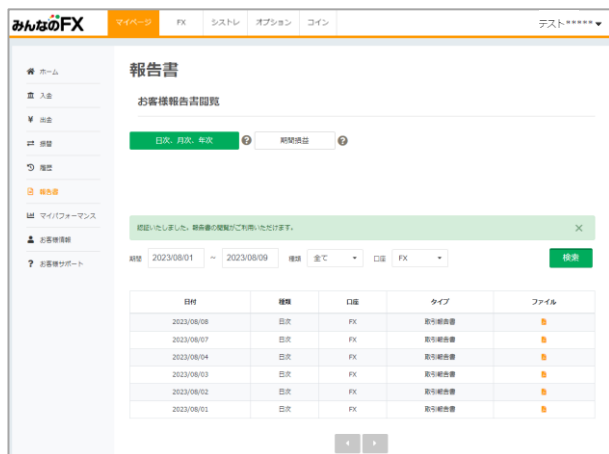 みんなのFX マイページ FX シストレ オプション コイン テスト***** ▾
報告書
ホーム
お客様報告書閲覧
入金
¥ 出金
日次、月次、年次 ? 期間損益 ?
振替
履歴
報告書
マイパフォーマンス
認証いたしました。報告書の閲覧がご利用いただけます。 ×
お客様情報
期間 2023/08/01 ~ 2023/08/09 種類 全て 口座 FX 検索
? お客様サポート
日付 種類 口座 タイプ ファイル
2023/08/08 日次 FX 取引報告書
2023/08/07 日次 FX 取引報告書
2023/08/04 日次 FX 取引報告書
2023/08/03 日次 FX 取引報告書
2023/08/02 日次 FX 取引報告書
2023/08/01 日次 FX 取引報告書